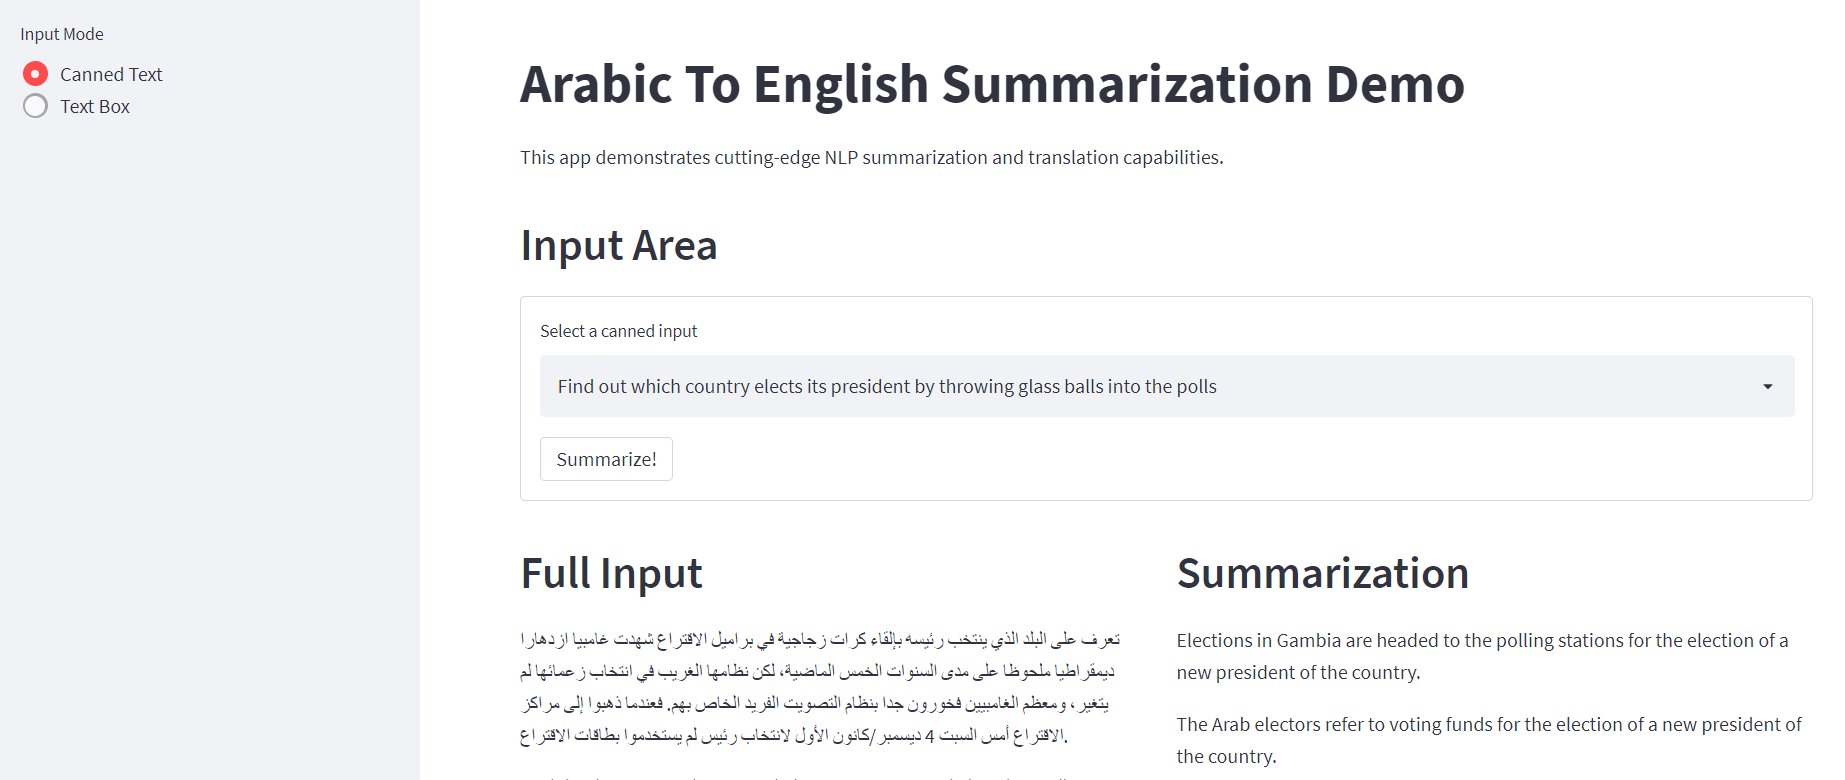 Input Mode
Canned Text
Text Box
Arabic To English Summarization Demo
This app demonstrates cutting-edge NLP summarization and translation capabilities.
Input Area
Select a canned input
Find out which country elects its president by throwing glass balls into the polls
Summarize!
Full Input
تعرف على البلد الذي ينتخب رئيسه بإلقاء كرات زجاجية في براميل الاقتراع شهدت غامبيا ازدهارا
ديمقراطيا ملحوظا على مدى السنوات الخمس الماضية، لكن نظامها الغريب في انتخاب زعمائها لم
يتغير، ومعظم الغامبيين فخورون جدا بنظام التصويت الفريد الخاص بهم. فعندما ذهبوا إلى مراكز
الاقتراع أمس السبت 4 ديسمبر/كانون الأول لانتخاب رئيس لم يستخدموا بطاقات الاقتراع.
Summarization
Elections in Gambia are headed to the polling stations for the election of a
new president of the country.
The Arab electors refer to voting funds for the election of a new president of
the country.